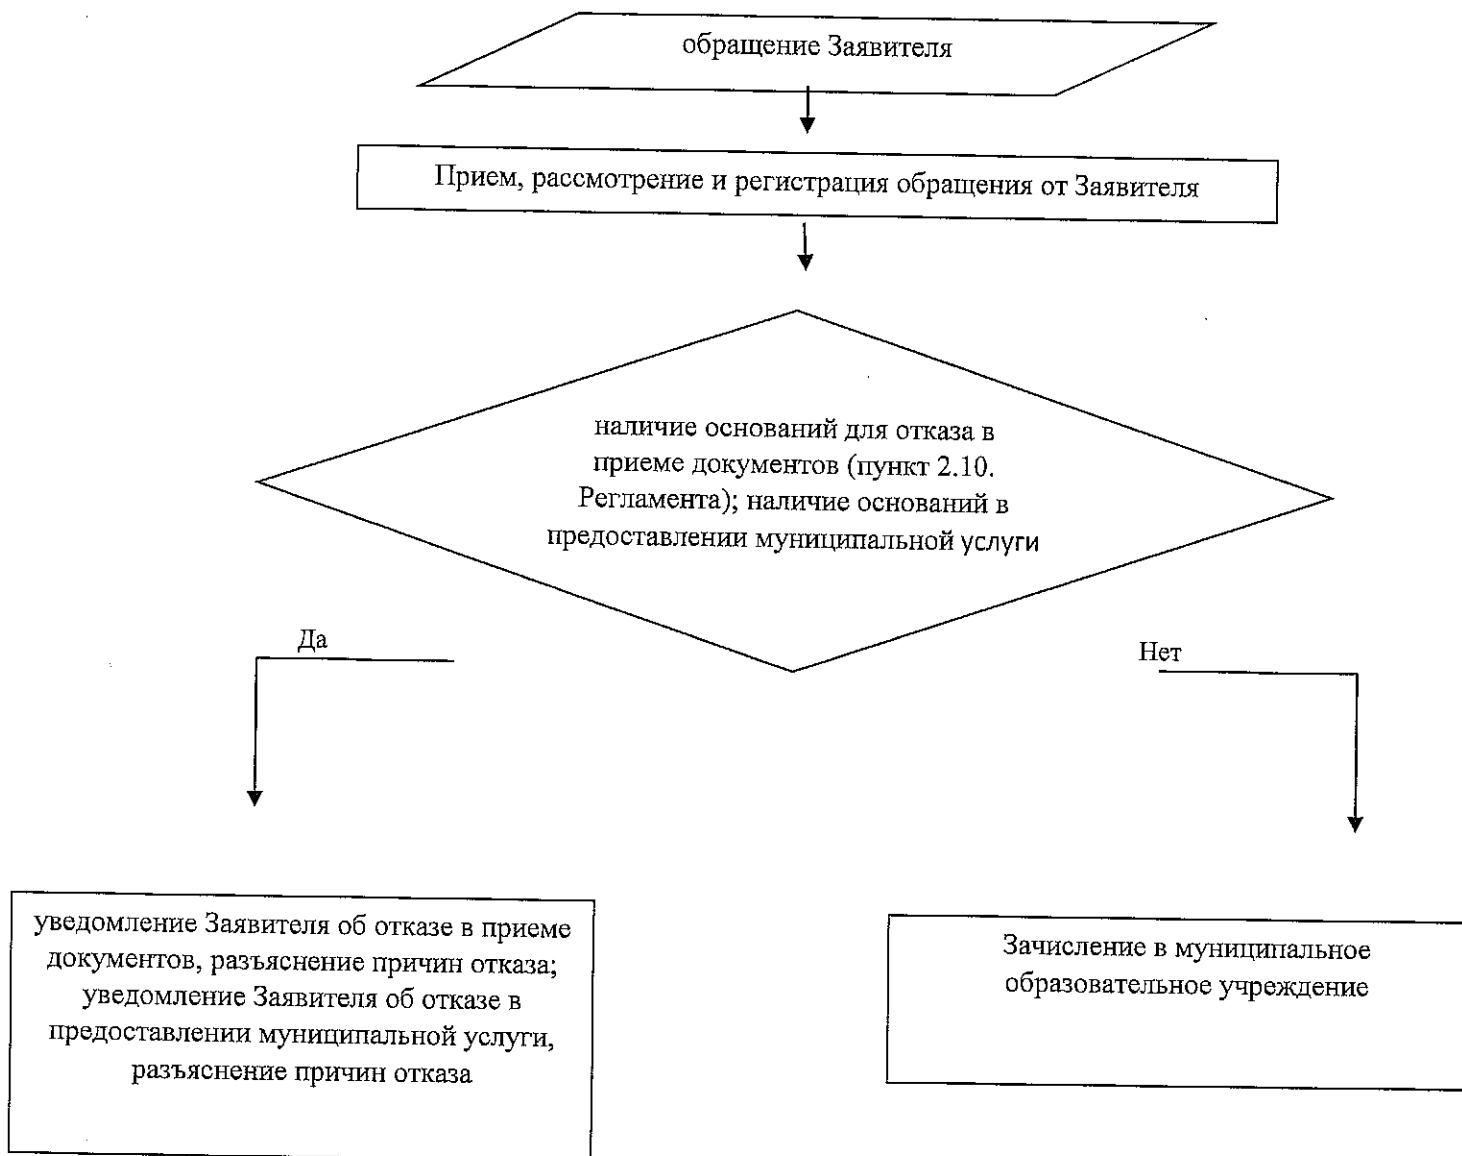 обращение Заявителя
Прием, рассмотрение и регистрация обращения от Заявителя
наличие оснований для отказа в
приеме документов (пункт 2.10.
Регламента); наличие оснований в
предоставлении муниципальной услуги
Да
Нет
уведомление Заявителя об отказе в приеме
документов, разъяснение причин отказа;
уведомление Заявителя об отказе в
предоставлении муниципальной услуги,
разъяснение причин отказа
Зачисление в муниципальное
образовательное учреждение